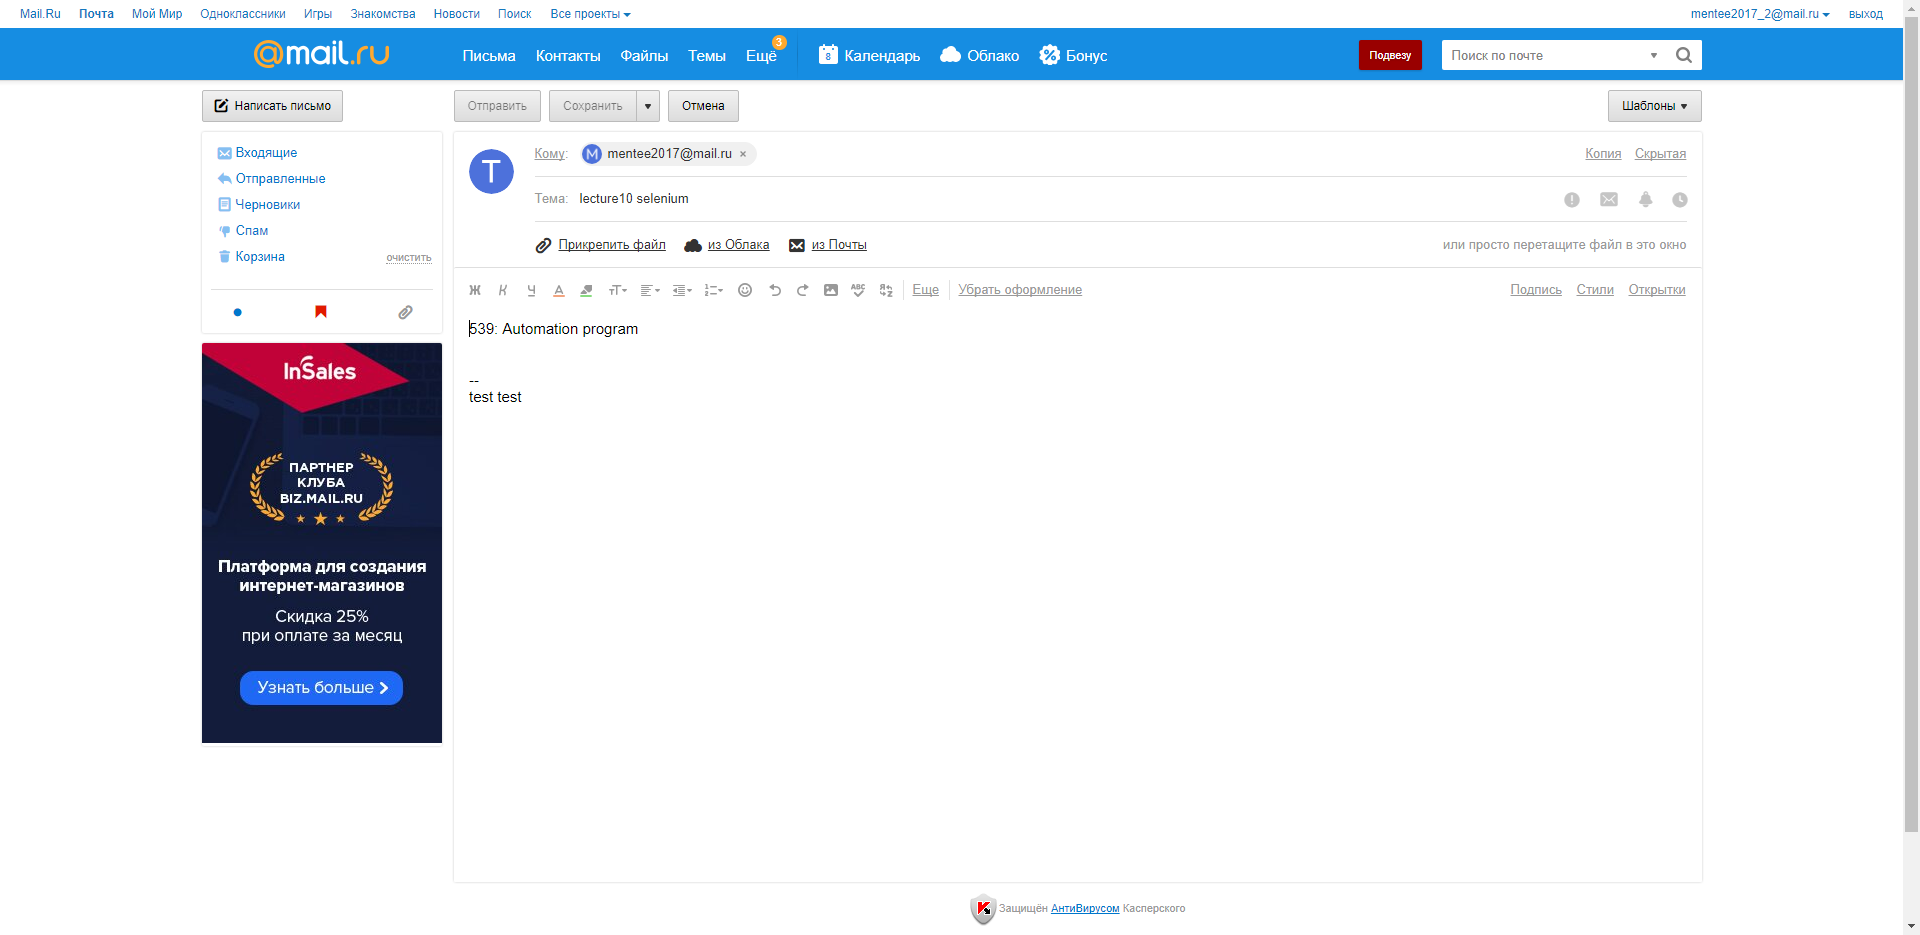 Mail.Ru Почта Мой Мир Одноклассники Игры Знакомства Новости Поиск Все проекты mentee2017_2@mail.ru выход
@mail.ru Письма Контакты Файлы Темы Ещё 3 8 Календарь Облако Бонус Подвезу Поиск по почте
Написать письмо Отправить Сохранить Отмена Шаблоны
Входящие
Отправленные
Черновики
Спам
Корзина очистить
InSales
ПАРТНЕР
КЛУБА
BIZ.MAIL.RU
Платформа для создания
интернет-магазинов
Скидка 25%
при оплате за месяц
Узнать больше
T Кому: M mentee2017@mail.ru × Копия Скрытая
Тема: lecture10 selenium
Прикрепить файл из Облака из Почты или просто перетащите файл в это окно
Ж К Ч А тТ ABC Еще Убрать оформление Подпись Стили Открытки
539: Automation program
--
test test
Защищён АнтиВирусом Касперского